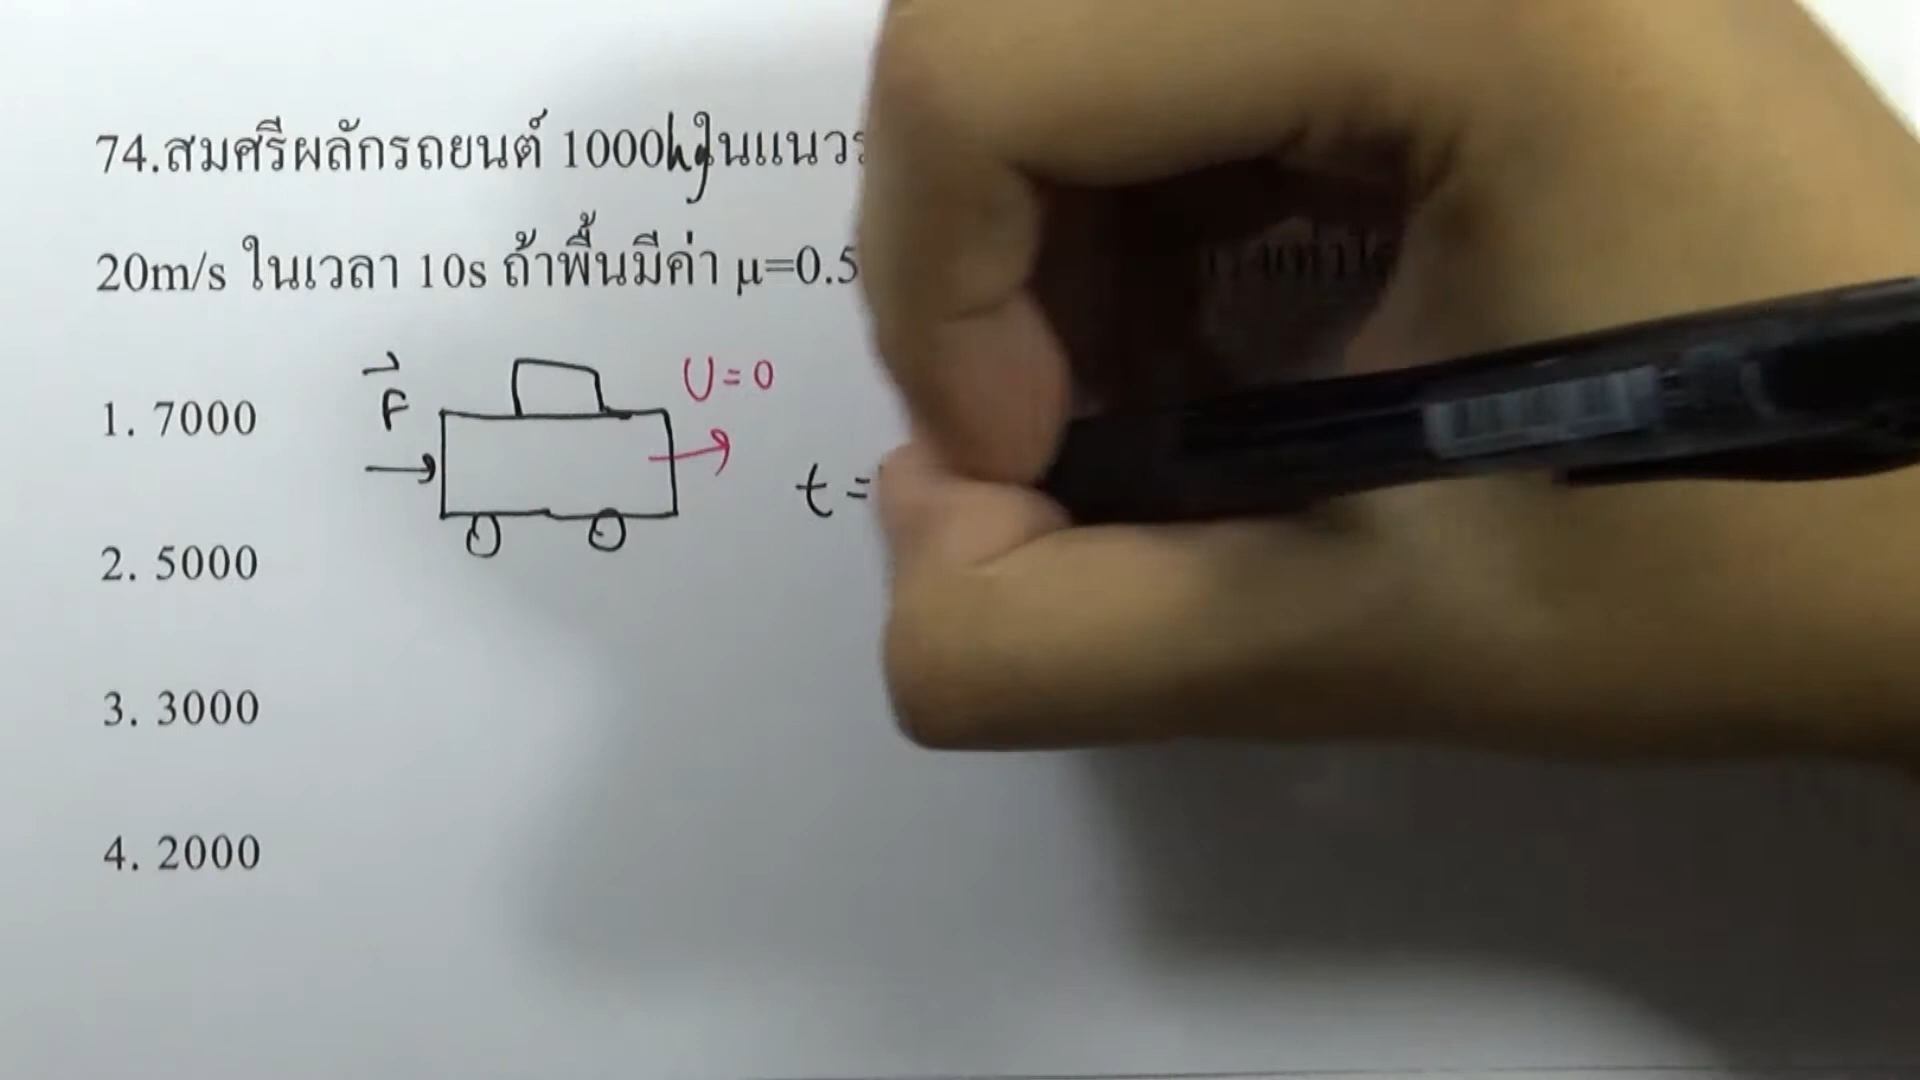 74.สมศรีผลักรถยนต์ 1000kgในแนว
20m/s ในเวลา 10s ถ้าพื้นมีค่า μ=0.5
1. 7000
F
U=0
t=
2. 5000
3. 3000
4. 2000